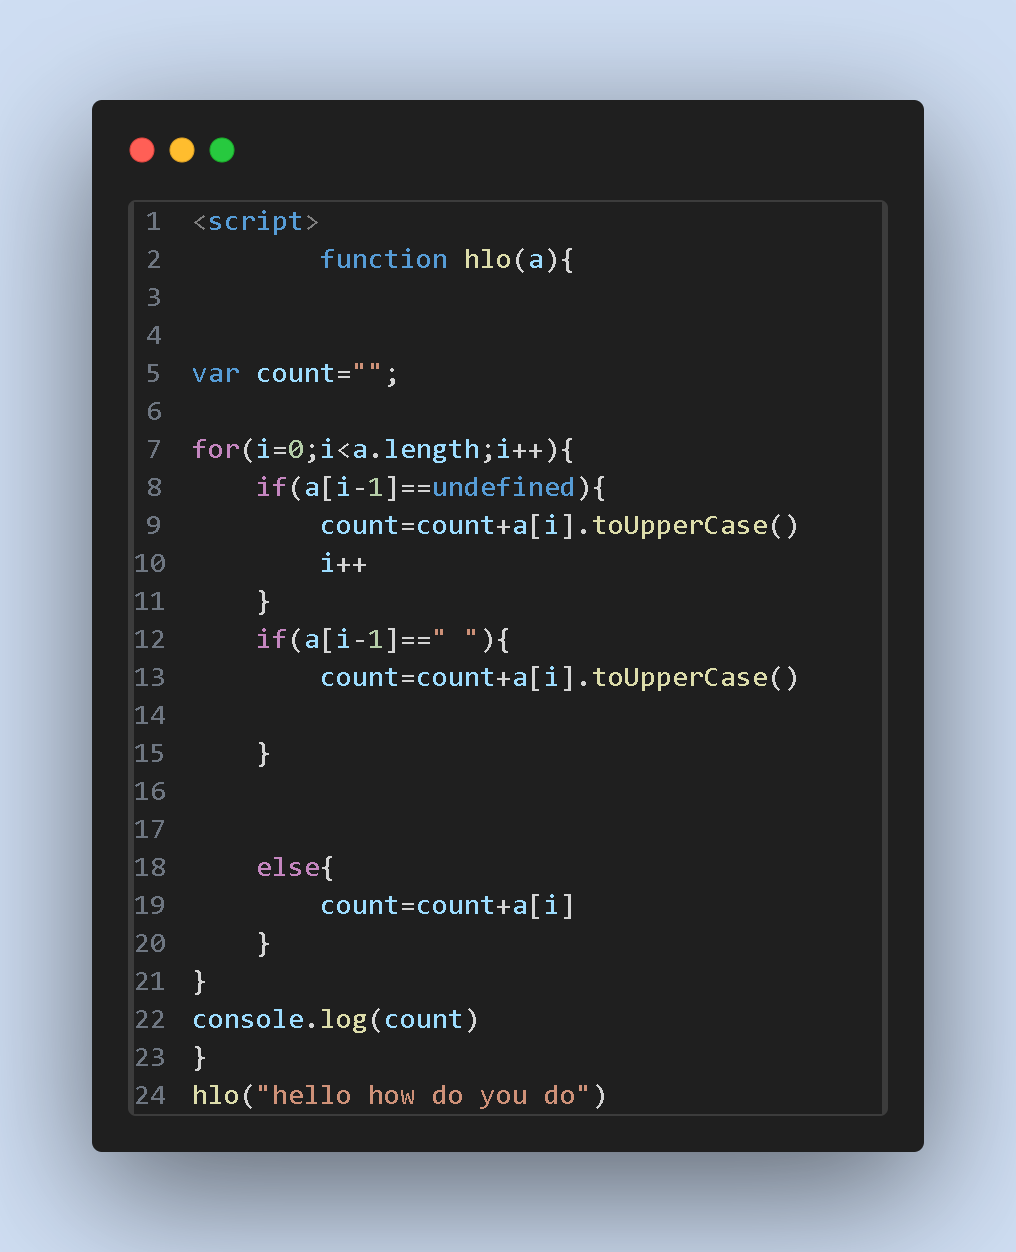 1 <script>
2         function hlo(a){
3
4
5 var count="";
6
7 for(i=0;i<a.length;i++){
8     if(a[i-1]==undefined){
9         count=count+a[i].toUpperCase()
10         i++
11     }
12     if(a[i-1]==" "){
13         count=count+a[i].toUpperCase()
14
15     }
16
17
18     else{
19         count=count+a[i]
20     }
21 }
22 console.log(count)
23 }
24 hlo("hello how do you do")